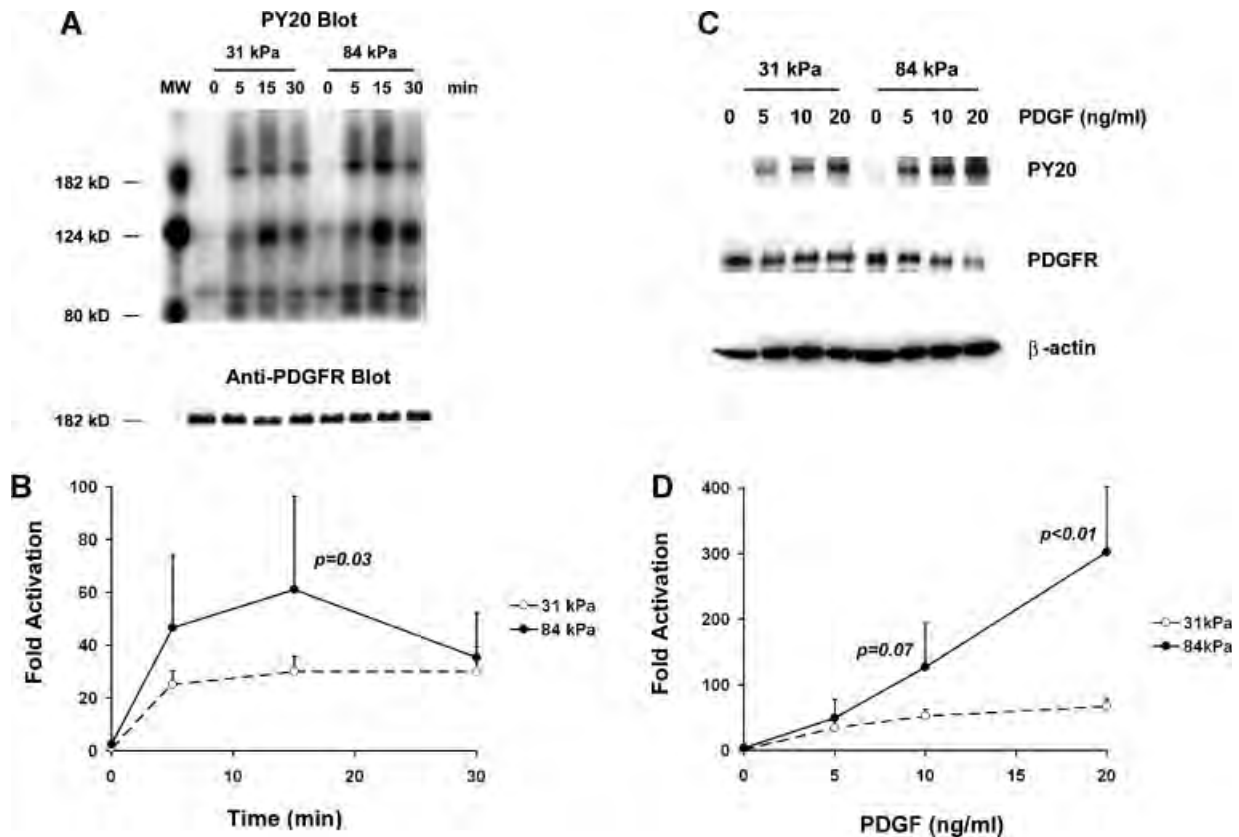 A
PY20 Blot
31 kPa 84 kPa
MW 0 5 15 30 0 5 15 30 min
182 kD
124 kD
80 kD
Anti-PDGFR Blot
182 kD
B
100
80
60
40
20
0
Fold Activation
p=0.03
31 kPa
84 kPa
0 10 20 30
Time (min)
C
31 kPa 84 kPa
0 5 10 20 0 5 10 20 PDGF (ng/ml)
PY20
PDGFR
β-actin
D
400
300
200
100
0
Fold Activation
p<0.01
p=0.07
31kPa
84kPa
0 5 10 15 20
PDGF (ng/ml)